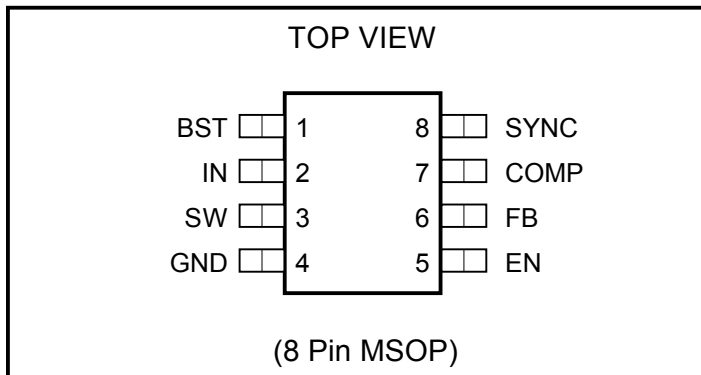 TOP VIEW
BST 1 8 SYNC
IN 2 7 COMP
SW 3 6 FB
GND 4 5 EN
(8 Pin MSOP)